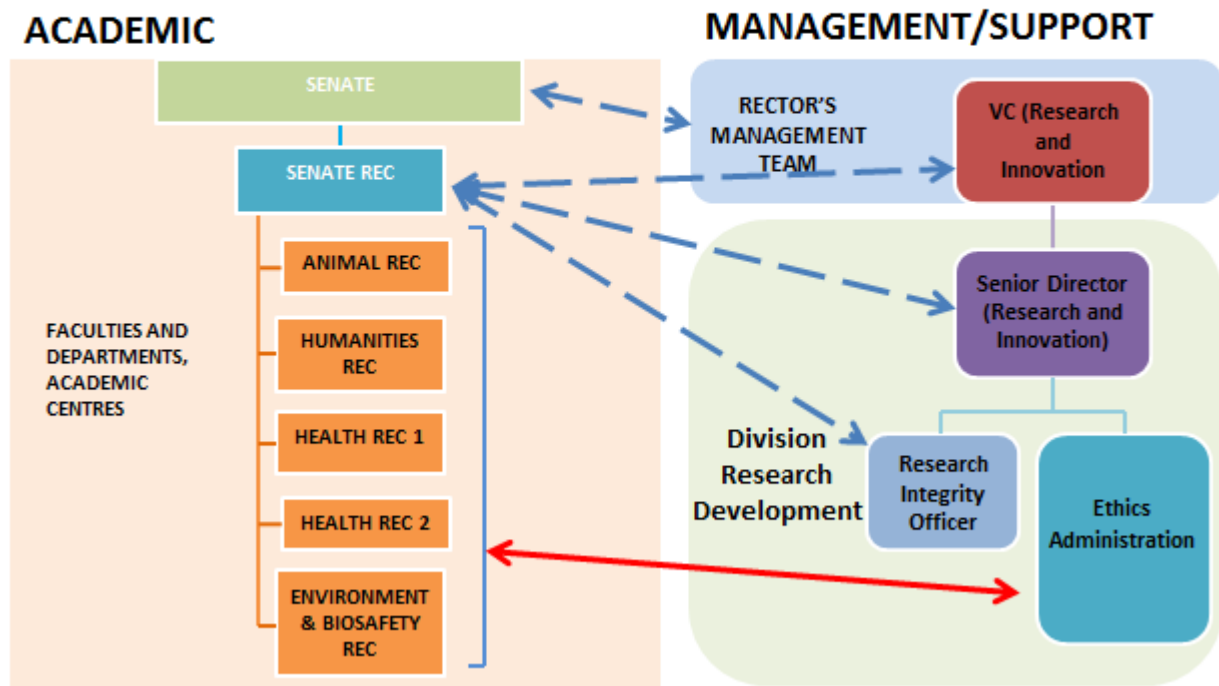 ACADEMIC
SENATE
SENATE REC
ANIMAL REC
HUMANITIES
REC
HEALTH REC 1
HEALTH REC 2
ENVIRONMENT
& BIOSAFETY
REC
FACULTIES AND
DEPARTMENTS,
ACADEMIC
CENTRES
MANAGEMENT/SUPPORT
RECTOR'S
MANAGEMENT
TEAM
VC (Research
and
Innovation
Senior Director
(Research and
Innovation)
Division
Research
Development
Research
Integrity
Officer
Ethics
Administration